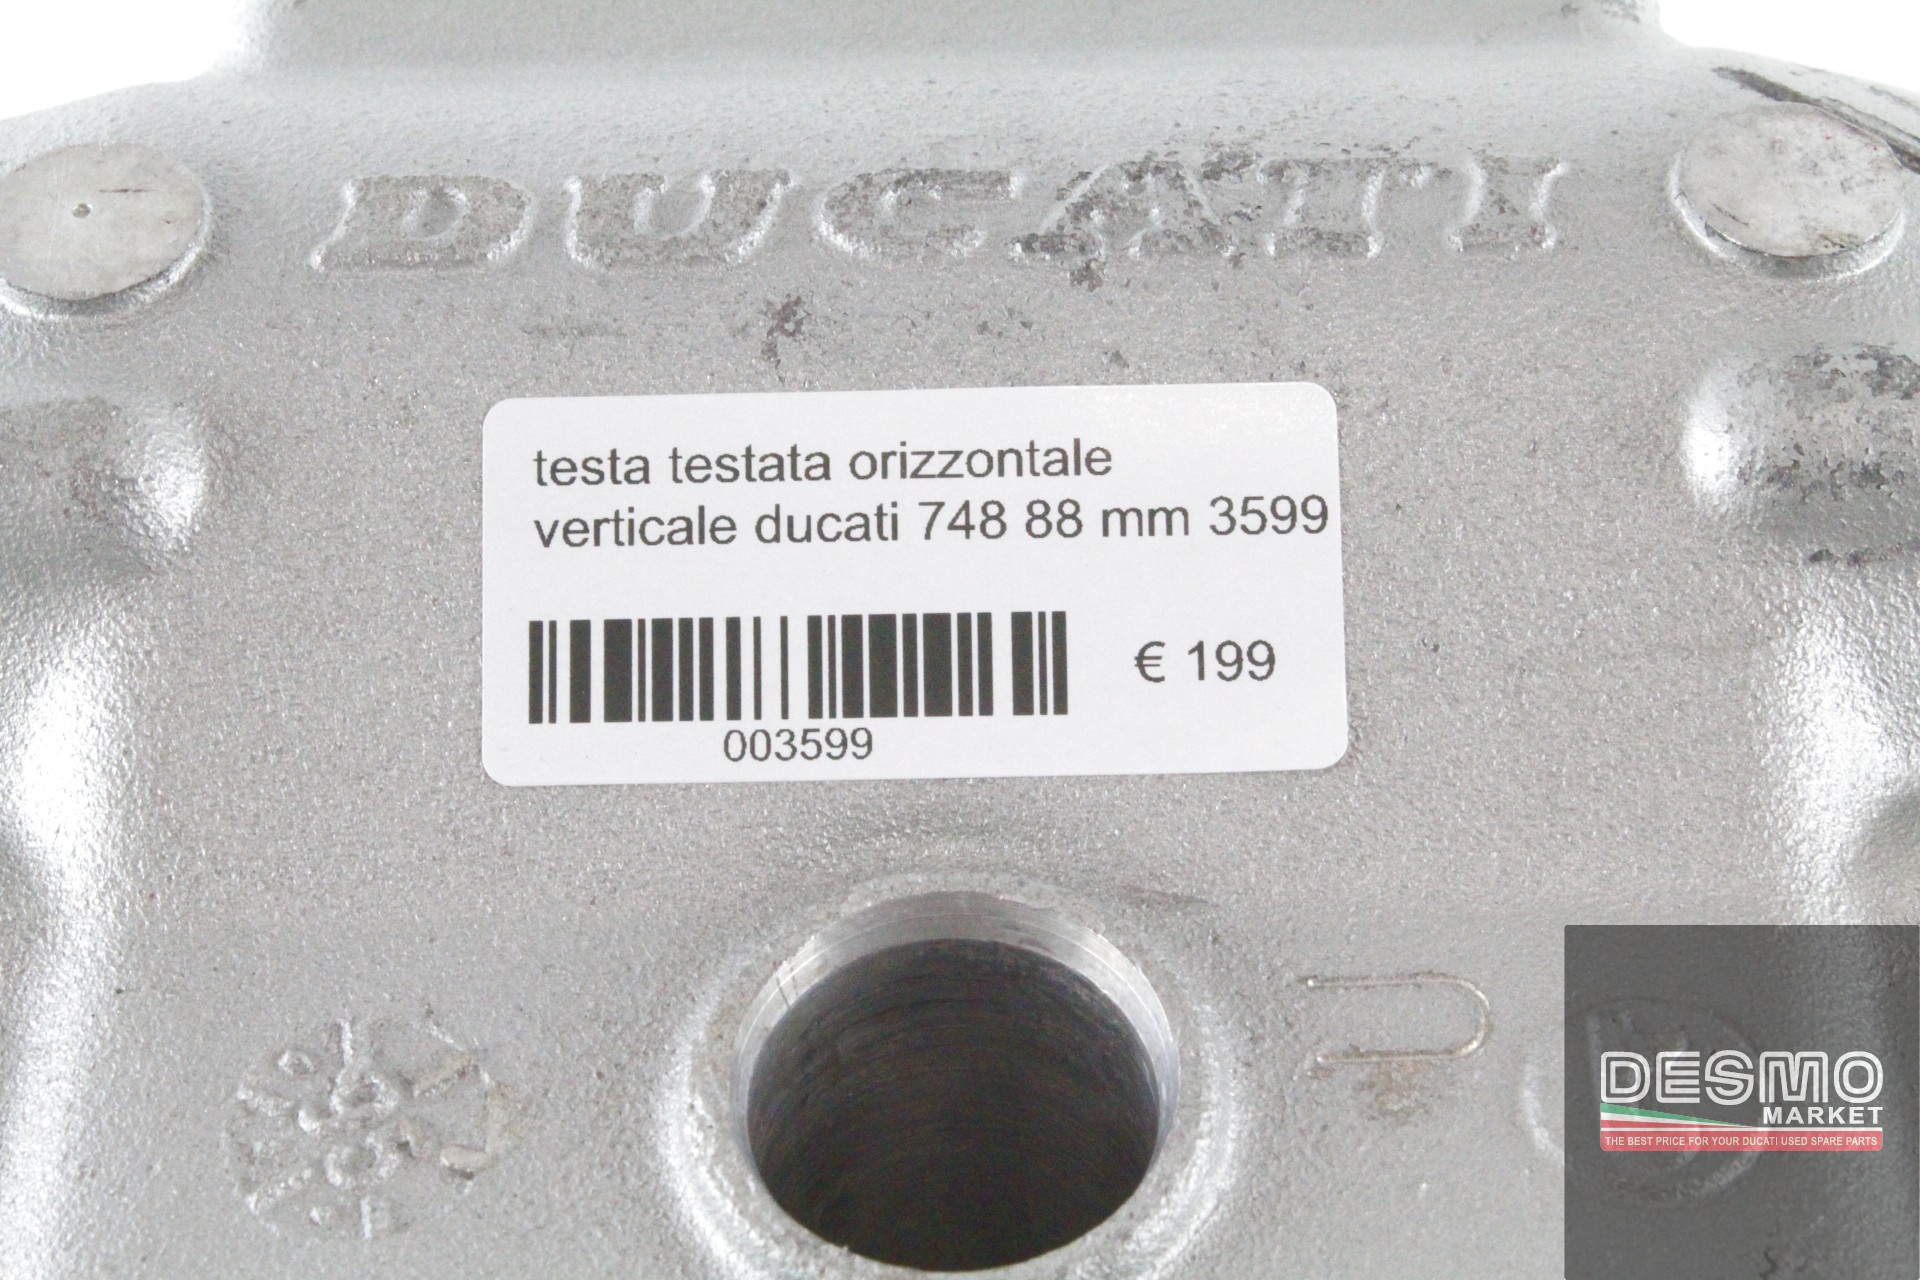 DUCATI
testa testata orizzontale
verticale ducati 748 88 mm 3599
€ 199
003599
DESMO
MARKET
THE BEST PRICE FOR YOUR DUCATI USED SPARE PARTS